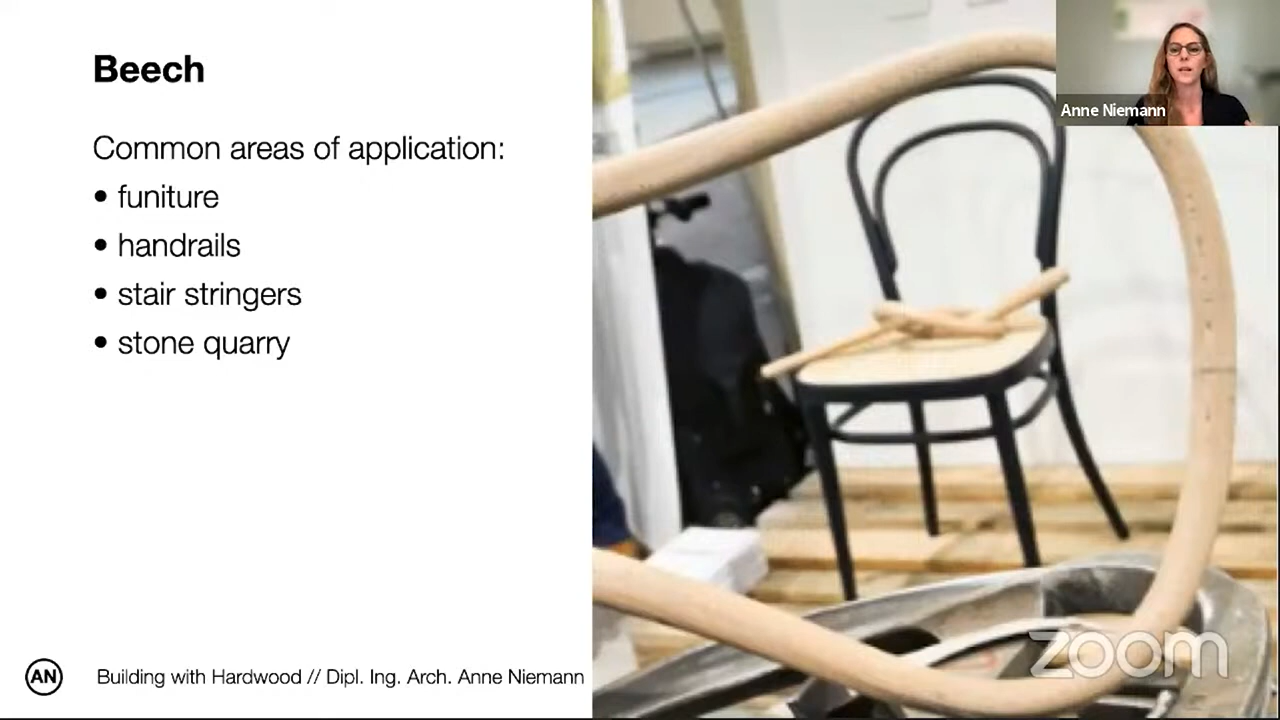 Beech
Common areas of application:
• funiture
• handrails
• stair stringers
• stone quarry
AN
Building with Hardwood // Dipl. Ing. Arch. Anne Niemann
Anne Niemann
zoom